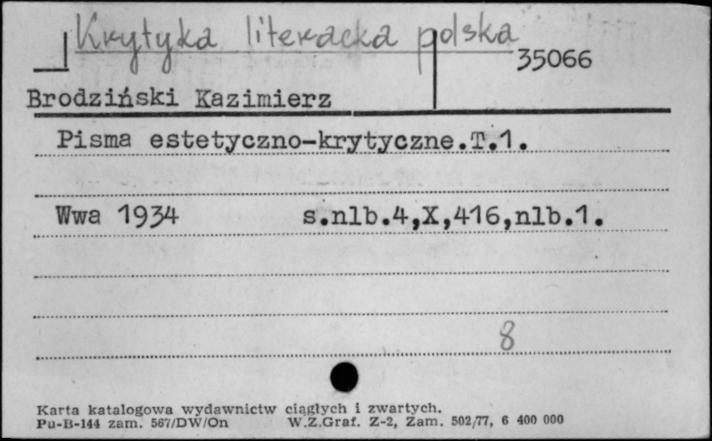 Krytyka literacka polska
35066
Brodziński Kazimierz
Pisma estetyczno-krytyczne.T.1.
Wwa 1934 s.nlb.4,X,416,nlb.1.
8
Karta katalogowa wydawnictw ciągłych i zwartych.
Pu-B-144 zam. 567/DW/On W.Z.Graf. Z-2, Zam. 502/77, 6 400 000